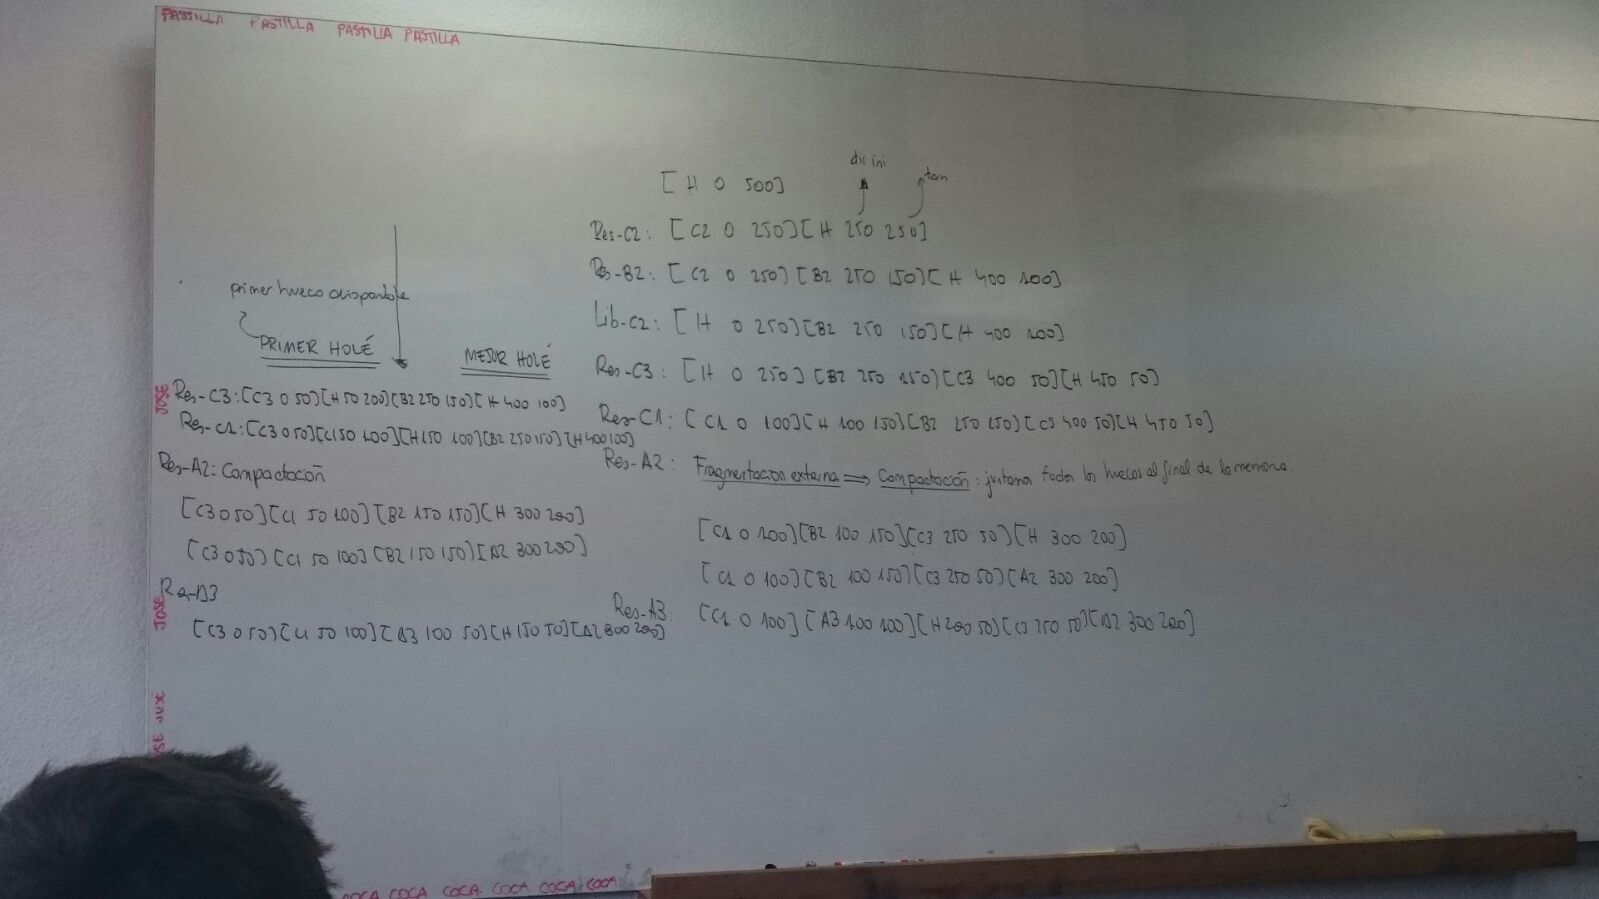 PASTILLA PASTILLA PASTILLA PASTILLA
dir ini
tam
[ H 0 500]
Res-C2: [ C2 0 250][ H 250 250]
Res-B2: [ C2 0 250][ B2 250 150][ H 400 100]
Lib-C2: [ H 0 250][B2 250 150][H 400 100]
Res-C3: [ H 0 250][B2 250 150][C3 400 50][H 450 50]
Res-C1: [ C1 0 100][H 100 150][B2 250 150][C3 400 50][H 450 50]
Res-A2: Fragmentacion externa ⟹ Compactación: juntamos todos los huecos al final de la memoria
[C1 0 100][B2 100 150][C3 250 50][H 300 200]
[C1 0 100][B2 100 150][C3 250 50][A2 300 200]
Res-A3: [C1 0 100][A3 100 100][H 200 50][C3 250 50][A2 300 200]
primer hueco disponible
PRIMER HOLÉ
MEJOR HOLÉ
Res-C3:[C3 0 50][H 50 200][B2 250 150][H 400 100]
Res-C1:[C3 0 50][C1 50 100][H 150 100][B2 250 150][H 400 100]
Res-A2: Compactación
[C3 0 50][C1 50 100][B2 150 150][H 300 200]
[C3 0 50][C1 50 100][B2 150 150][A2 300 200]
Res-A3
[C3 0 50][C1 50 100][A3 100 50][H 150 50][A2 300 200]
JOSE
JOSE
JOSE
COCA COCA COCA COCA COCA COCA